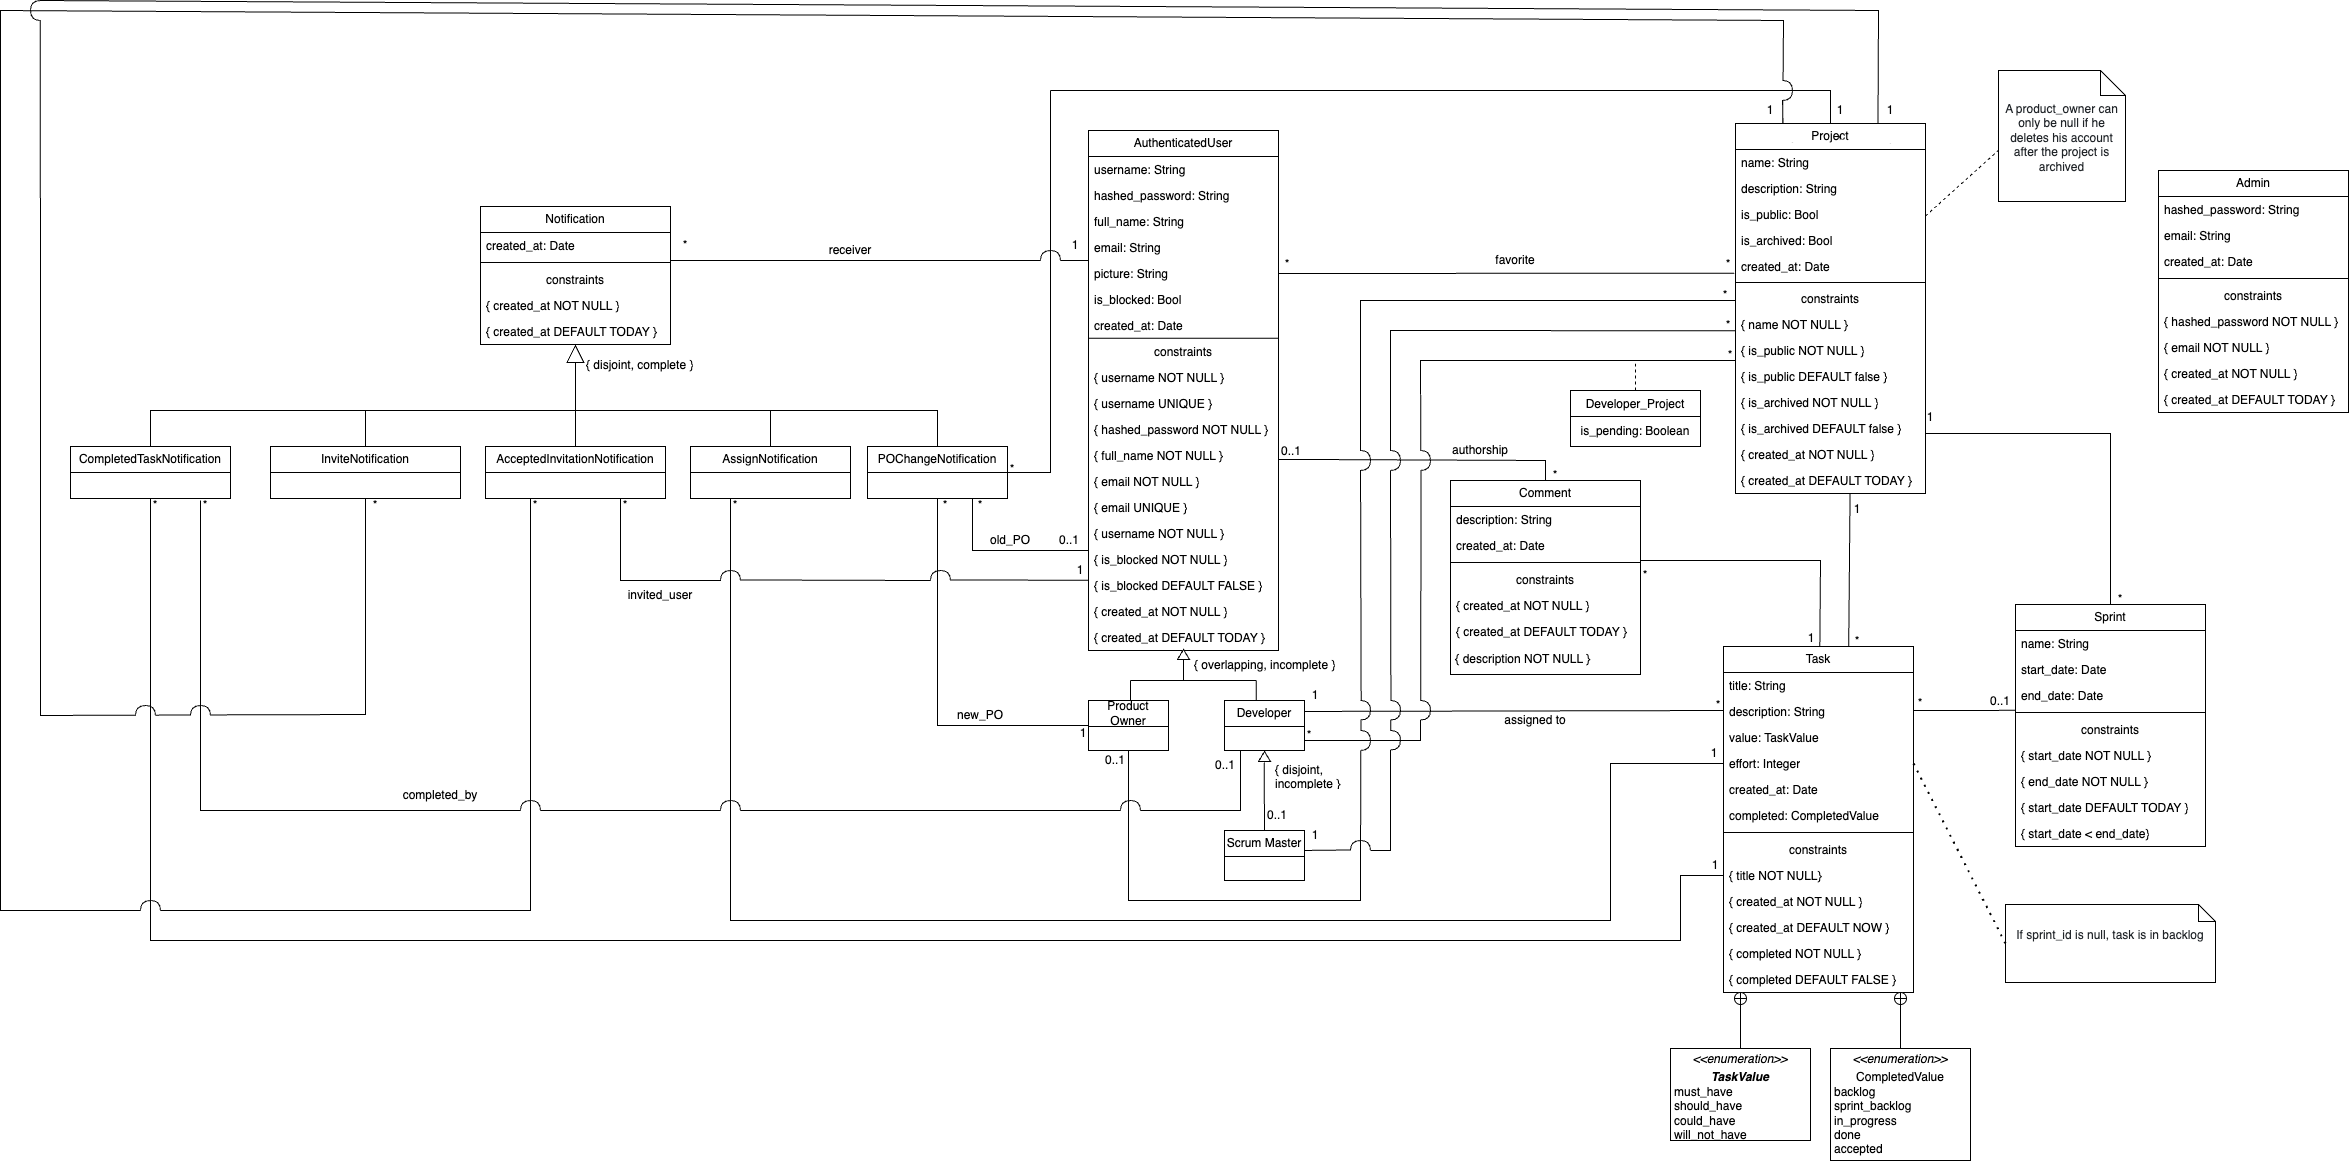 1
1
1
A product_owner can
only be null if he
deletes his account
after the project is
archived
AuthenticatedUser
username: String
hashed_password: String
full_name: String
email: String
picture: String
is_blocked: Bool
created_at: Date
constraints
{ username NOT NULL }
{ username UNIQUE }
{ hashed_password NOT NULL }
{ full_name NOT NULL }
{ email NOT NULL }
{ email UNIQUE }
{ username NOT NULL }
{ is_blocked NOT NULL }
{ is_blocked DEFAULT FALSE }
{ created_at NOT NULL }
{ created_at DEFAULT TODAY }
Project
name: String
description: String
is_public: Bool
is_archived: Bool
created_at: Date
constraints
{ name NOT NULL }
{ is_public NOT NULL }
{ is_public DEFAULT false }
{ is_archived NOT NULL }
{ is_archived DEFAULT false }
{ created_at NOT NULL }
{ created_at DEFAULT TODAY }
Admin
hashed_password: String
email: String
created_at: Date
constraints
{ hashed_password NOT NULL }
{ email NOT NULL }
{ created_at NOT NULL }
{ created_at DEFAULT TODAY }
Notification
created_at: Date
constraints
{ created_at NOT NULL }
{ created_at DEFAULT TODAY }
* receiver 1
* favorite *
*
*
*
{ disjoint, complete }
Developer_Project
is_pending: Boolean
CompletedTaskNotification
InviteNotification
AcceptedInvitationNotification
AssignNotification
POChangeNotification
*
* * * * * * * *
0..1 authorship *
1
1
old_PO 0..1
1
invited_user
Comment
description: String
created_at: Date
constraints
{ created_at NOT NULL }
{ created_at DEFAULT TODAY }
{ description NOT NULL }
*
1 *
*
Sprint
name: String
start_date: Date
end_date: Date
constraints
{ start_date NOT NULL }
{ end_date NOT NULL }
{ start_date DEFAULT TODAY }
{ start_date < end_date}
{ overlapping, incomplete }
Product
Owner
Developer
new_PO 1
1 assigned to *
*
* 0..1
0..1
0..1
{ disjoint,
incomplete }
completed_by
0..1
Scrum Master
1
1
1
Task
title: String
description: String
value: TaskValue
effort: Integer
created_at: Date
completed: CompletedValue
constraints
{ title NOT NULL}
{ created_at NOT NULL }
{ created_at DEFAULT NOW }
{ completed NOT NULL }
{ completed DEFAULT FALSE }
If sprint_id is null, task is in backlog
<<enumeration>>
TaskValue
must_have
should_have
could_have
will_not_have
<<enumeration>>
CompletedValue
backlog
sprint_backlog
in_progress
done
accepted